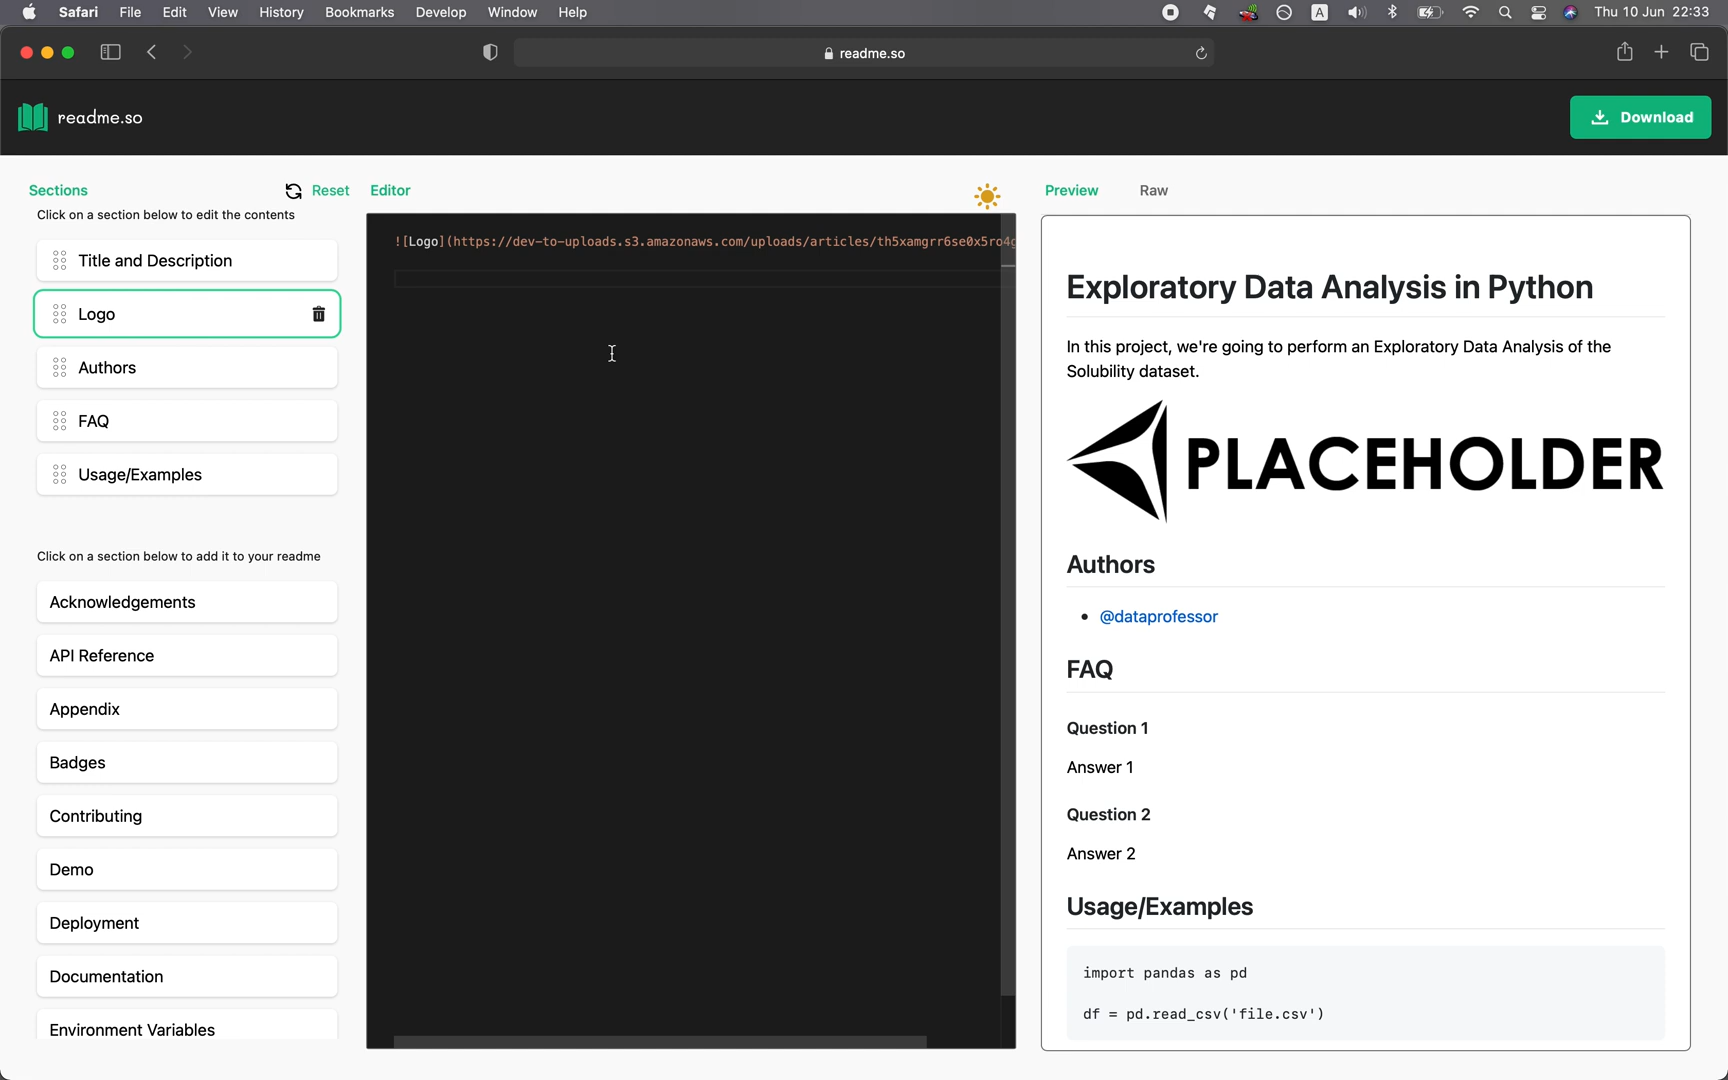 Safari File Edit View History Bookmarks Develop Window Help A Thu 10 Jun 22:33
readme.so
readme.so
Download
Sections Reset
Click on a section below to edit the contents
Title and Description
Logo
Authors
FAQ
Usage/Examples
Click on a section below to add it to your readme
Acknowledgements
API Reference
Appendix
Badges
Contributing
Demo
Deployment
Documentation
Environment Variables
Editor
![Logo](https://dev-to-uploads.s3.amazonaws.com/uploads/articles/th5xamgrr6se0x5ro4g
Preview Raw
Exploratory Data Analysis in Python
In this project, we're going to perform an Exploratory Data Analysis of the
Solubility dataset.
PLACEHOLDER
Authors
• @dataprofessor
FAQ
Question 1
Answer 1
Question 2
Answer 2
Usage/Examples
import pandas as pd
df = pd.read_csv('file.csv')